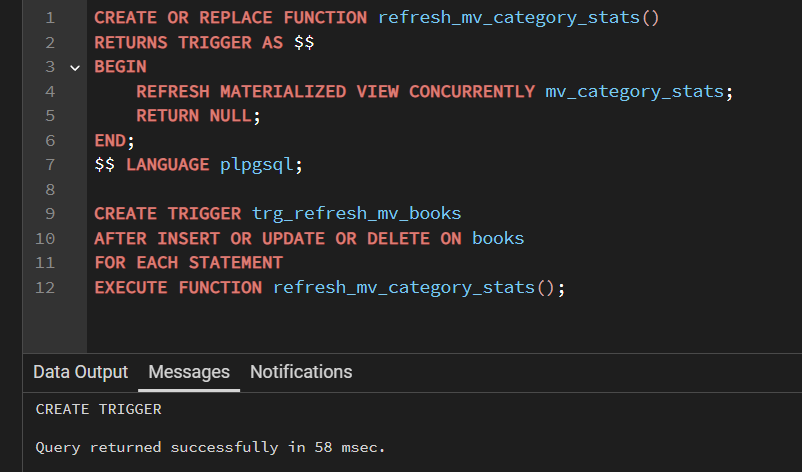 1 CREATE OR REPLACE FUNCTION refresh_mv_category_stats()
2 RETURNS TRIGGER AS $$
3 BEGIN
4     REFRESH MATERIALIZED VIEW CONCURRENTLY mv_category_stats;
5     RETURN NULL;
6 END;
7 $$ LANGUAGE plpgsql;
8
9 CREATE TRIGGER trg_refresh_mv_books
10 AFTER INSERT OR UPDATE OR DELETE ON books
11 FOR EACH STATEMENT
12 EXECUTE FUNCTION refresh_mv_category_stats();
Data Output Messages Notifications
CREATE TRIGGER
Query returned successfully in 58 msec.